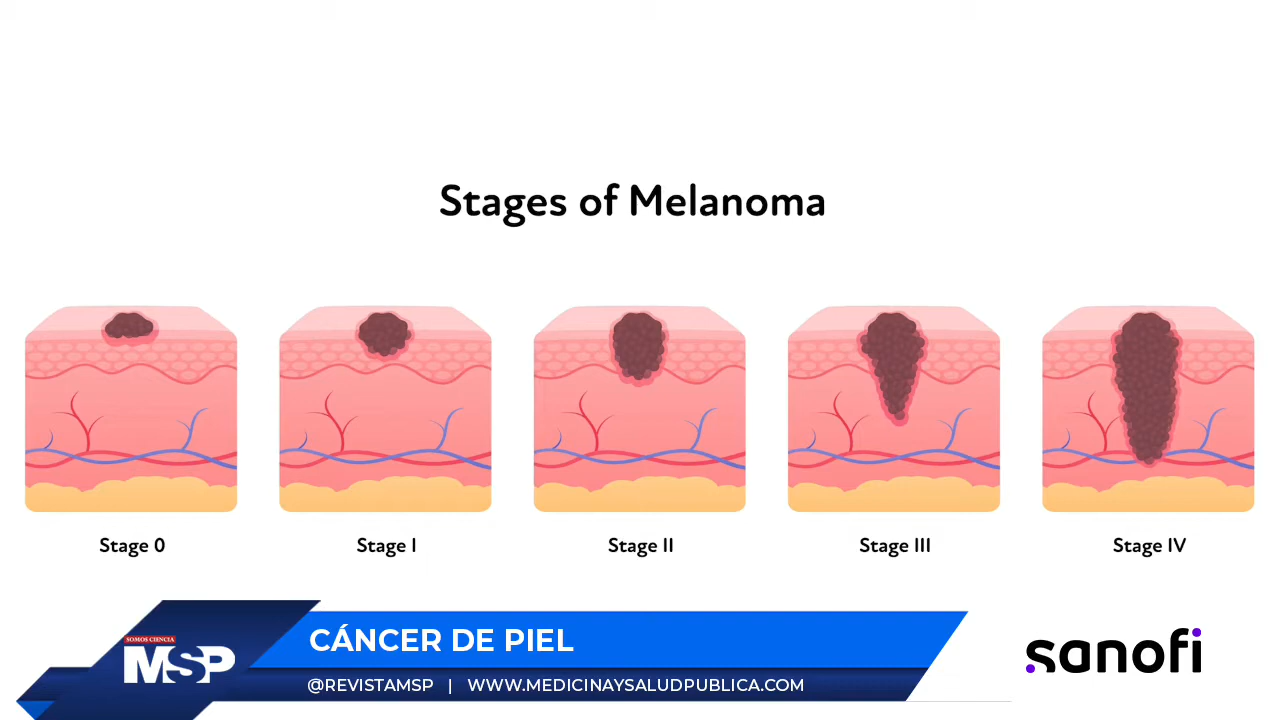 Stages of Melanoma
Stage 0
Stage I
Stage II
Stage III
Stage IV
SOMOS CIENCIA
MSP
CÁNCER DE PIEL
@REVISTAMSP | WWW.MEDICINAYSALUDPUBLICA.COM
sanofi